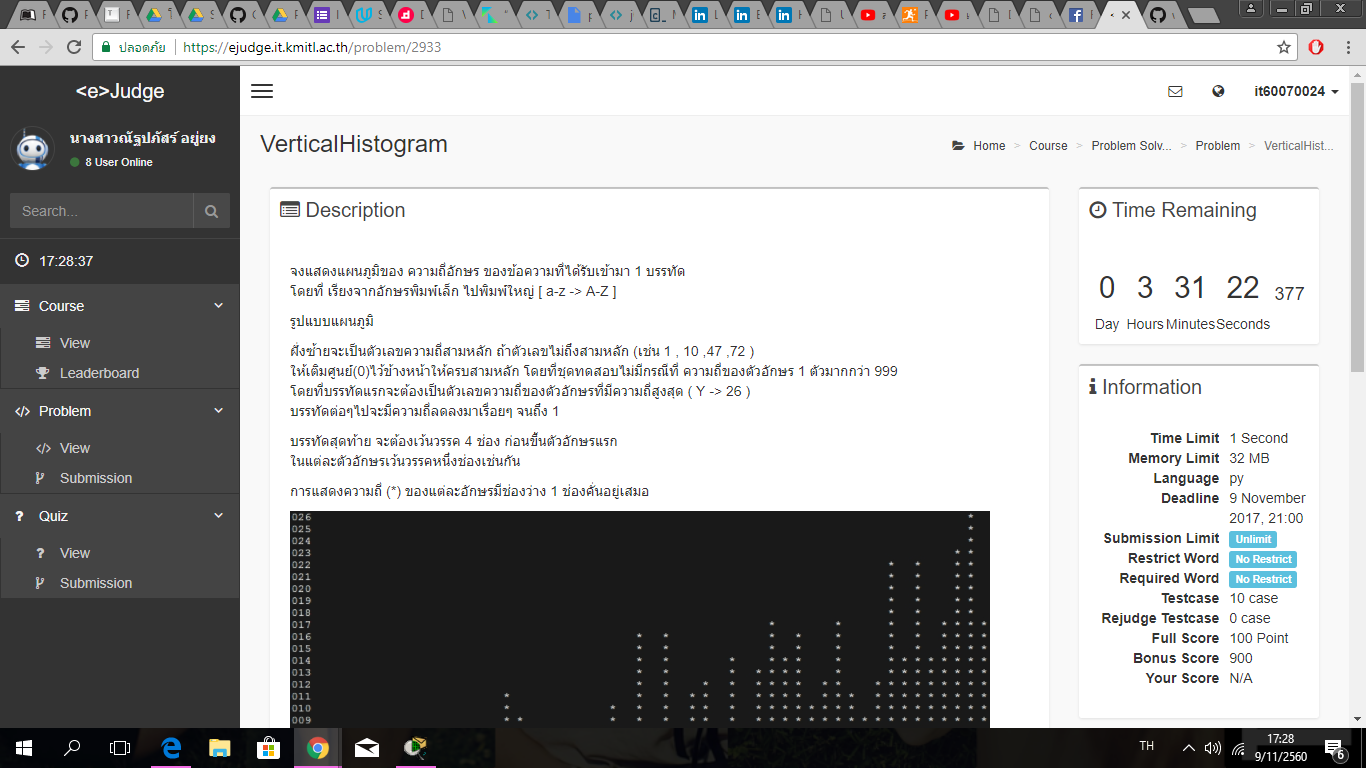 ปลอดภัย
https://ejudge.it.kmitl.ac.th/problem/2933
<e>Judge
it60070024
นางสาวณัฐปภัสร์ อยู่ยง
8 User Online
Search...
17:28:37
Course
View
Leaderboard
Problem
View
Submission
Quiz
View
Submission
VerticalHistogram
Home > Course > Problem Solv... > Problem > VerticalHist...
Description
จงแสดงแผนภูมิของ ความถี่อักษร ของข้อความที่ได้รับเข้ามา 1 บรรทัด
โดยที่ เรียงจากอักษรพิมพ์เล็ก ไปพิมพ์ใหญ่ [ a-z -> A-Z ]
รูปแบบแผนภูมิ
ฝั่งซ้ายจะเป็นตัวเลขความถี่สามหลัก ถ้าตัวเลขไม่ถึงสามหลัก (เช่น 1 , 10 ,47 ,72 )
ให้เติมศูนย์(0)ไว้ข้างหน้าให้ครบสามหลัก โดยที่ชุดทดสอบไม่มีกรณีที่ ความถี่ของตัวอักษร 1 ตัวมากกว่า 999
โดยที่บรรทัดแรกจะต้องเป็นตัวเลขความถี่ของตัวอักษรที่มีความถี่สูงสุด ( Y -> 26 )
บรรทัดต่อๆไปจะมีความถี่ลดลงมาเรื่อยๆ จนถึง 1
บรรทัดสุดท้าย จะต้องเว้นวรรค 4 ช่อง ก่อนขึ้นตัวอักษรแรก
ในแต่ละตัวอักษรเว้นวรรคหนึ่งช่องเช่นกัน
การแสดงความถี่ (*) ของแต่ละอักษรมีช่องว่าง 1 ช่องคั่นอยู่เสมอ
026
025
024
023
022
021
020
019
018
017
016
015
014
013
012
011
010
009
Time Remaining
0 3 31 22 377
Day Hours Minutes Seconds
Information
Time Limit 1 Second
Memory Limit 32 MB
Language py
Deadline 9 November
2017, 21:00
Submission Limit Unlimit
Restrict Word No Restrict
Required Word No Restrict
Testcase 10 case
Rejudge Testcase 0 case
Full Score 100 Point
Bonus Score 900
Your Score N/A
TH
17:28
9/11/2560
6